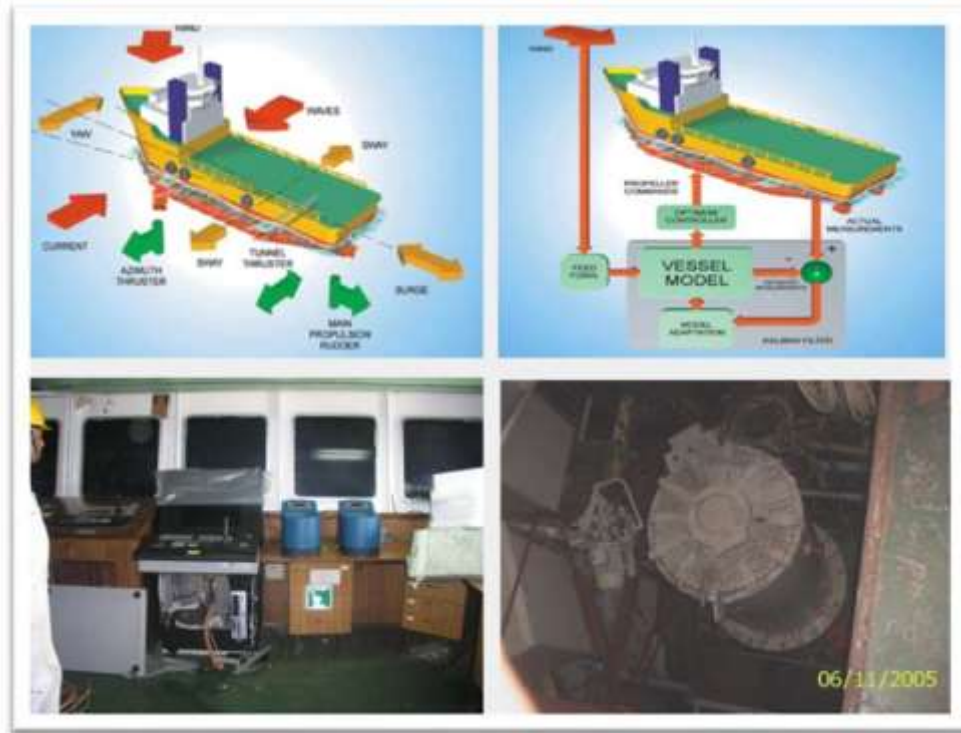 WIND
WAVES
YAW
SWAY
CURRENT
AZIMUTH
THRUSTER
SWAY
TUNNEL
THRUSTER
SURGE
MAIN
PROPULSION
RUDDER
WIND
PROPELLER
COMMANDS
OPTIMUM
CONTROLLER
ACTUAL
MEASUREMENTS
+
FEED
FORW.
VESSEL
MODEL
-
MODEL
ADAPTATION
KALMAN FILTER
06/11/2005